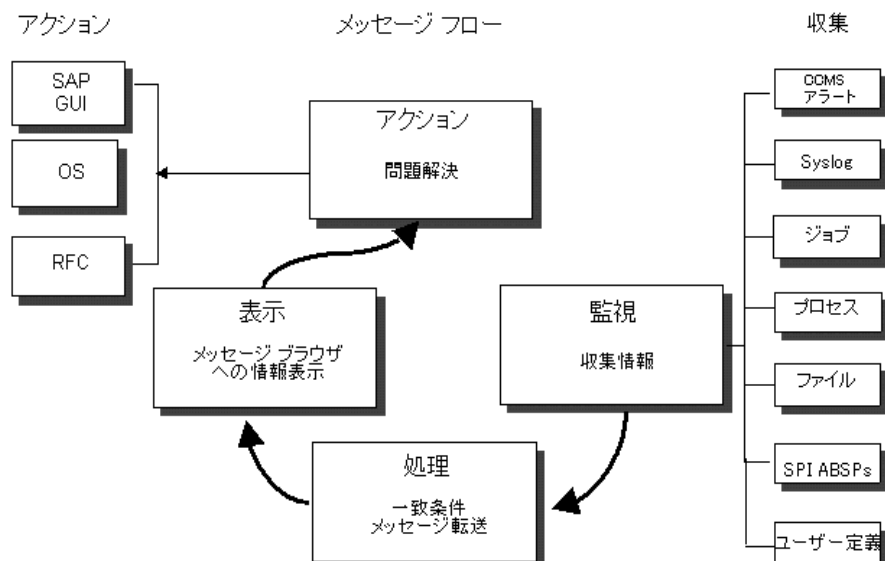 アクション
メッセージ フロー
収集
SAP
GUI
OS
RFC
アクション
問題解決
表示
メッセージ ブラウザ
への情報表示
監視
収集情報
処理
一致条件
メッセージ転送
CCMS
アラート
Syslog
ジョブ
プロセス
ファイル
SPI ABSPs
ユーザー定義